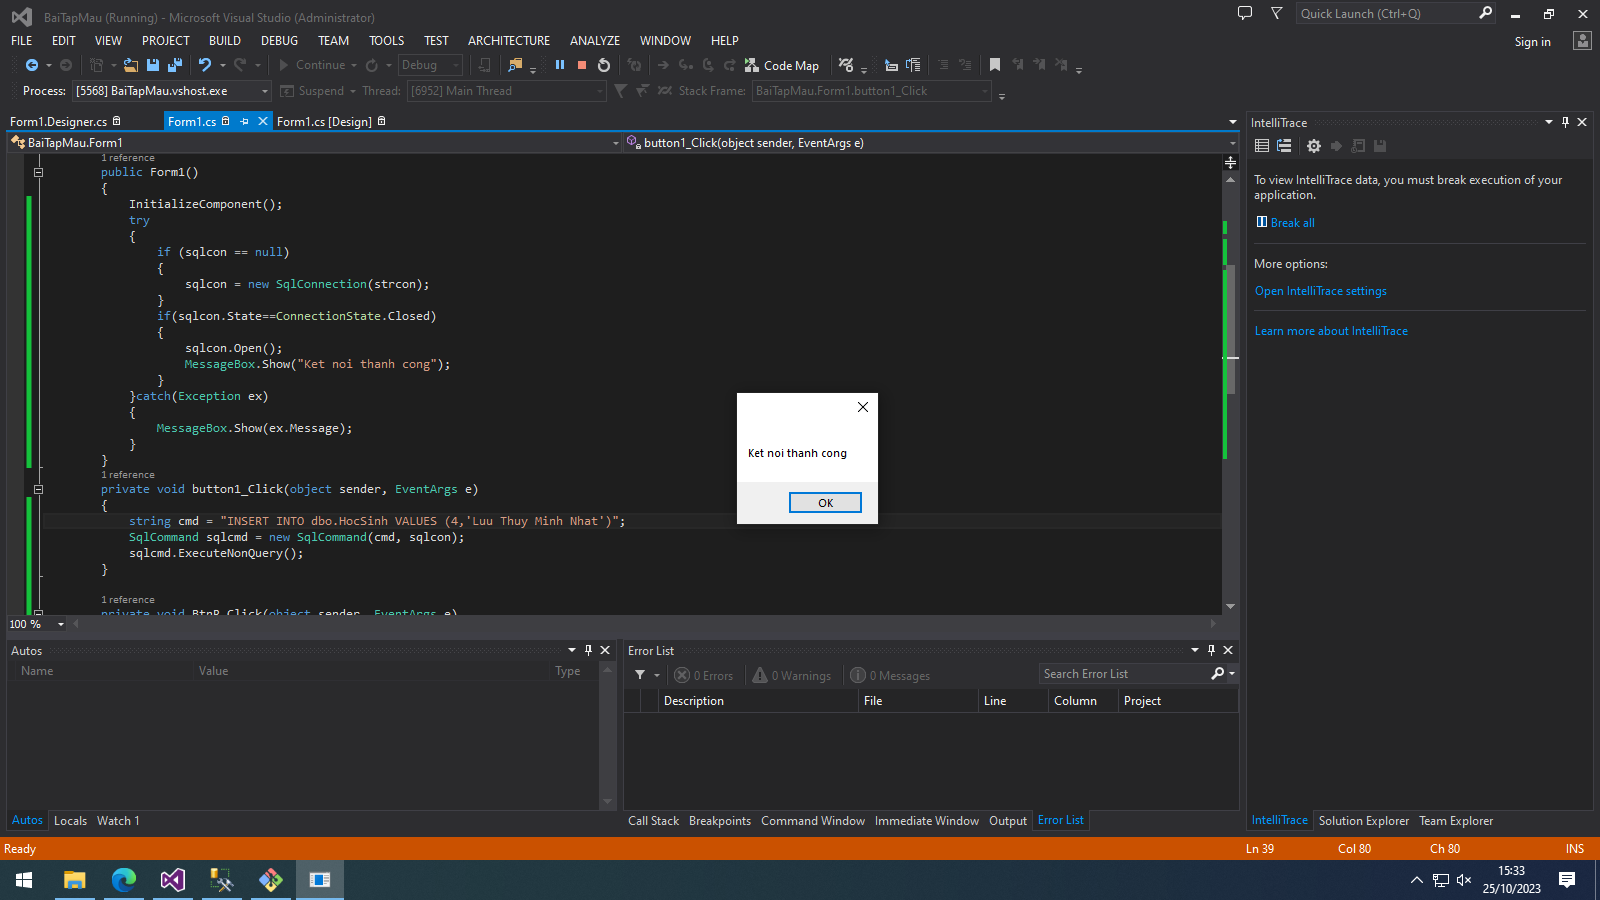 BaiTapMau (Running) - Microsoft Visual Studio (Administrator)
Quick Launch (Ctrl+Q)
FILE EDIT VIEW PROJECT BUILD DEBUG TEAM TOOLS TEST ARCHITECTURE ANALYZE WINDOW HELP
Sign in
Continue Debug Code Map
Process: [5568] BaiTapMau.vshost.exe Suspend Thread: [6952] Main Thread Stack Frame: BaiTapMau.Form1.button1_Click
Form1.Designer.cs Form1.cs Form1.cs [Design]
BaiTapMau.Form1 button1_Click(object sender, EventArgs e)
1 reference
public Form1()
{
InitializeComponent();
try
{
if (sqlcon == null)
{
sqlcon = new SqlConnection(strcon);
}
if(sqlcon.State==ConnectionState.Closed)
{
sqlcon.Open();
MessageBox.Show("Ket noi thanh cong");
}
}catch(Exception ex)
{
MessageBox.Show(ex.Message);
}
}
1 reference
private void button1_Click(object sender, EventArgs e)
{
string cmd = "INSERT INTO dbo.HocSinh VALUES (4,'Luu Thuy Minh Nhat')";
SqlCommand sqlcmd = new SqlCommand(cmd, sqlcon);
sqlcmd.ExecuteNonQuery();
}
1 reference
private void BtnR_Click(object sender, EventArgs e)
100 %
Ket noi thanh cong
OK
IntelliTrace
To view IntelliTrace data, you must break execution of your
application.
Break all
More options:
Open IntelliTrace settings
Learn more about IntelliTrace
Autos
Name Value Type
Autos Locals Watch 1
Error List
0 Errors 0 Warnings 0 Messages Search Error List
Description File Line Column Project
Call Stack Breakpoints Command Window Immediate Window Output Error List
IntelliTrace Solution Explorer Team Explorer
Ready Ln 39 Col 80 Ch 80 INS
15:33
25/10/2023